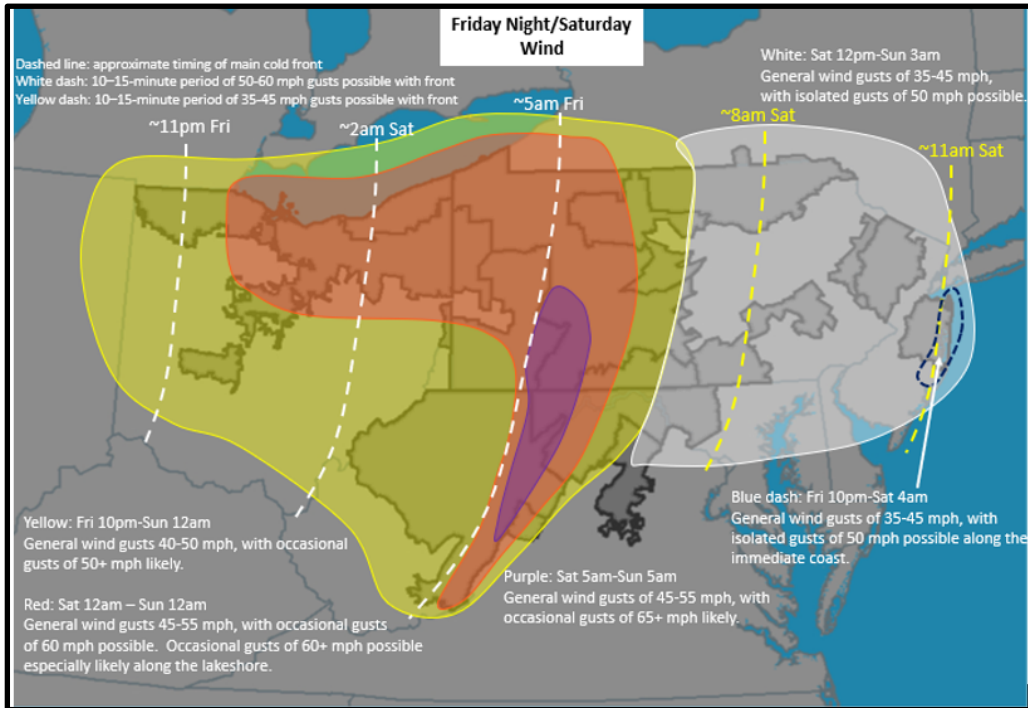 Friday Night/Saturday
Wind
Dashed line: approximate timing of main cold front
White dash: 10–15-minute period of 50-60 mph gusts possible with front
Yellow dash: 10–15-minute period of 35-45 mph gusts possible with front
White: Sat 12pm-Sun 3am
General wind gusts of 35-45 mph,
with isolated gusts of 50 mph possible.
~11pm Fri
~2am Sat
~5am Fri
~8am Sat
~11am Sat
Yellow: Fri 10pm-Sun 12am
General wind gusts 40-50 mph, with occasional
gusts of 50+ mph likely.
Red: Sat 12am – Sun 12am
General wind gusts 45-55 mph, with occasional gusts
of 60 mph possible.  Occasional gusts of 60+ mph possible
especially likely along the lakeshore.
Purple: Sat 5am-Sun 5am
General wind gusts of 45-55 mph, with
occasional gusts of 65+ mph likely.
Blue dash: Fri 10pm-Sat 4am
General wind gusts of 35-45 mph, with
isolated gusts of 50 mph possible along the
immediate coast.